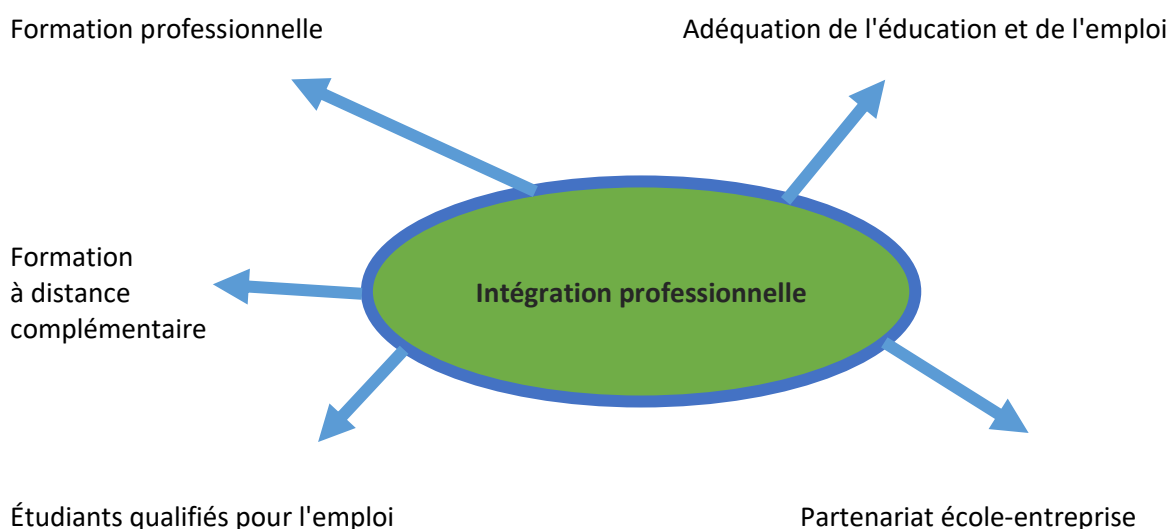 Formation professionnelle
Adéquation de l'éducation et de l'emploi
Formation
à distance
complémentaire
Intégration professionnelle
Étudiants qualifiés pour l'emploi
Partenariat école-entreprise